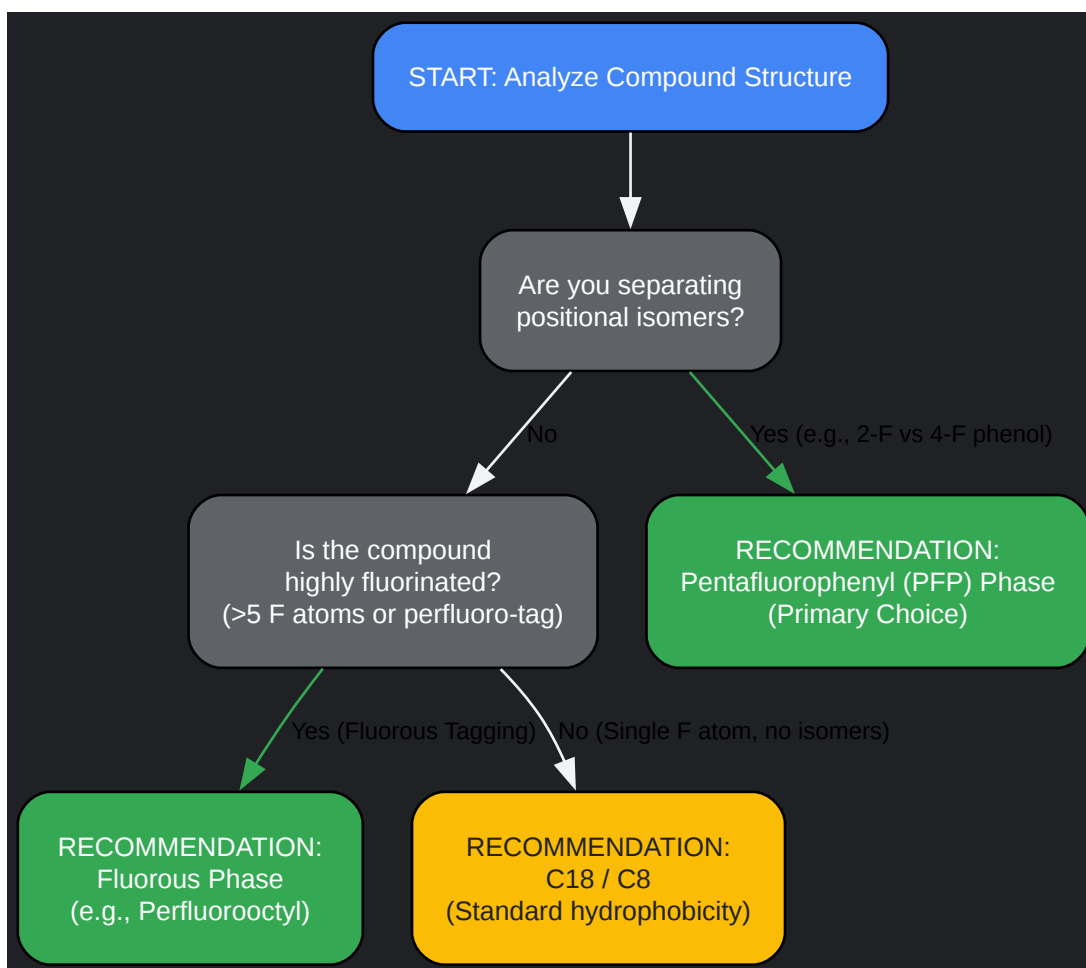 START: Analyze Compound Structure
Are you separating
positional isomers?
No
Yes (e.g., 2-F vs 4-F phenol)
Is the compound
highly fluorinated?
(>5 F atoms or perfluoro-tag)
RECOMMENDATION:
Pentafluorophenyl (PFP) Phase
(Primary Choice)
Yes (Fluorous Tagging)
No (Single F atom, no isomers)
RECOMMENDATION:
Fluorous Phase
(e.g., Perfluorooctyl)
RECOMMENDATION:
C18 / C8
(Standard hydrophobicity)